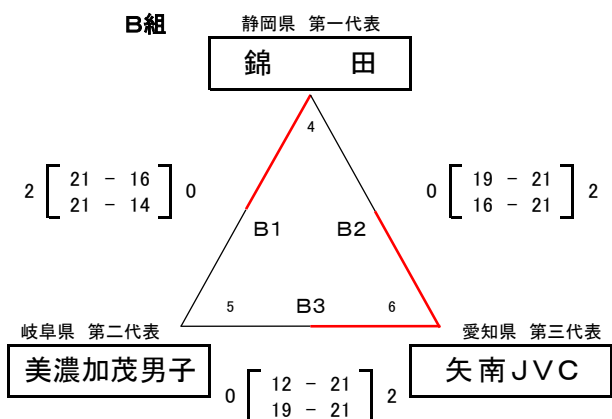 B組
静岡県 第一代表
錦 田
4
2 [ 21 - 16 ] 0
21 - 14
0 [ 19 - 21 ] 2
16 - 21
B1 B2
5 B3 6
岐阜県 第二代表
愛知県 第三代表
美濃加茂男子
矢南JVC
0 [ 12 - 21 ] 2
19 - 21